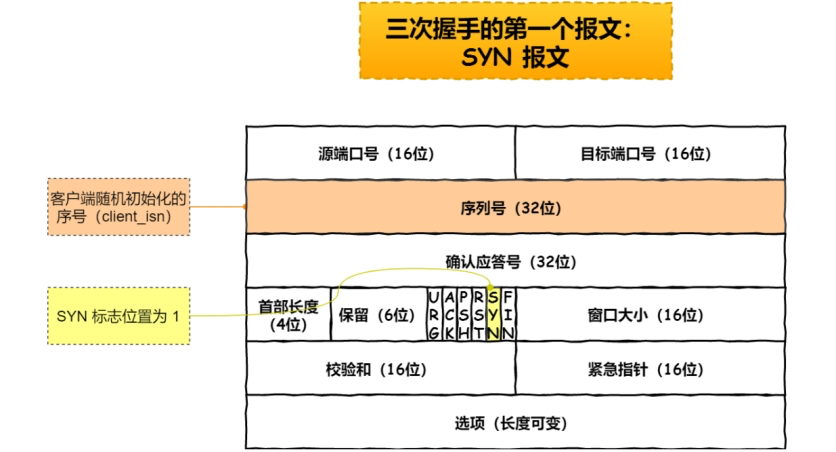 三次握手的第一个报文：
SYN 报文
源端口号（16位）
目标端口号（16位）
客户端随机初始化的
序号（client_isn）
序列号（32位）
确认应答号（32位）
SYN 标志位置为 1
首部长度
（4位）
保留（6位）
URG
ACK
PSH
RST
SYN
FIN
窗口大小（16位）
校验和（16位）
紧急指针（16位）
选项（长度可变）